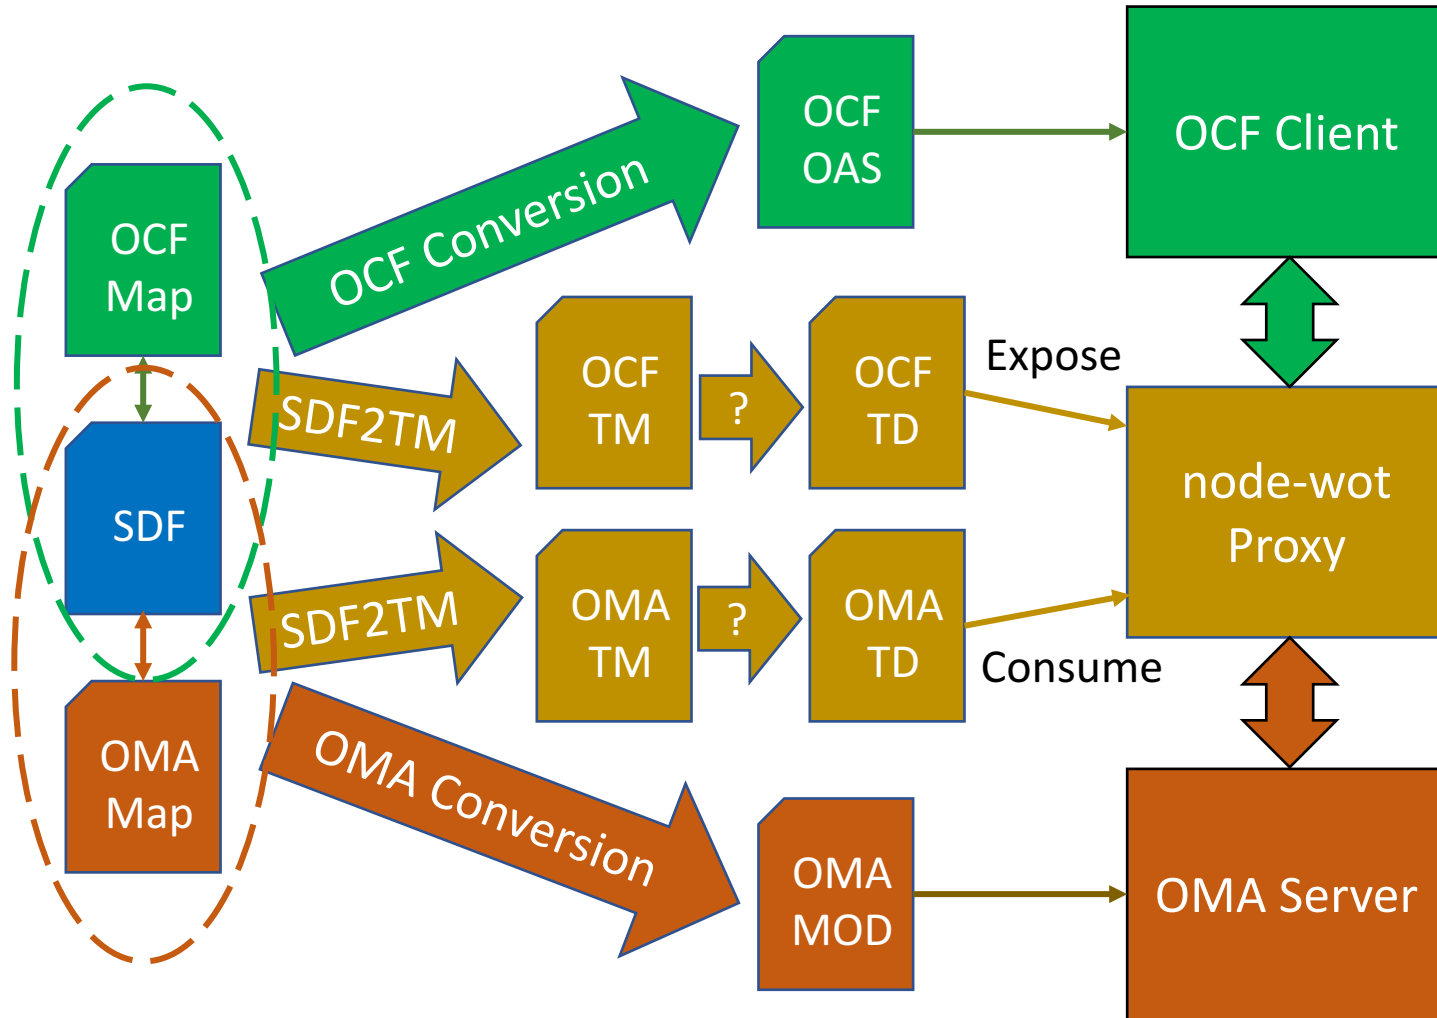 OCF
Map
SDF
OMA
Map
OCF Conversion
SDF2TM
SDF2TM
OMA Conversion
OCF
OAS
OCF
TM
?
OCF
TD
OMA
TM
?
OMA
TD
OMA
MOD
Expose
Consume
OCF Client
node-wot
Proxy
OMA Server